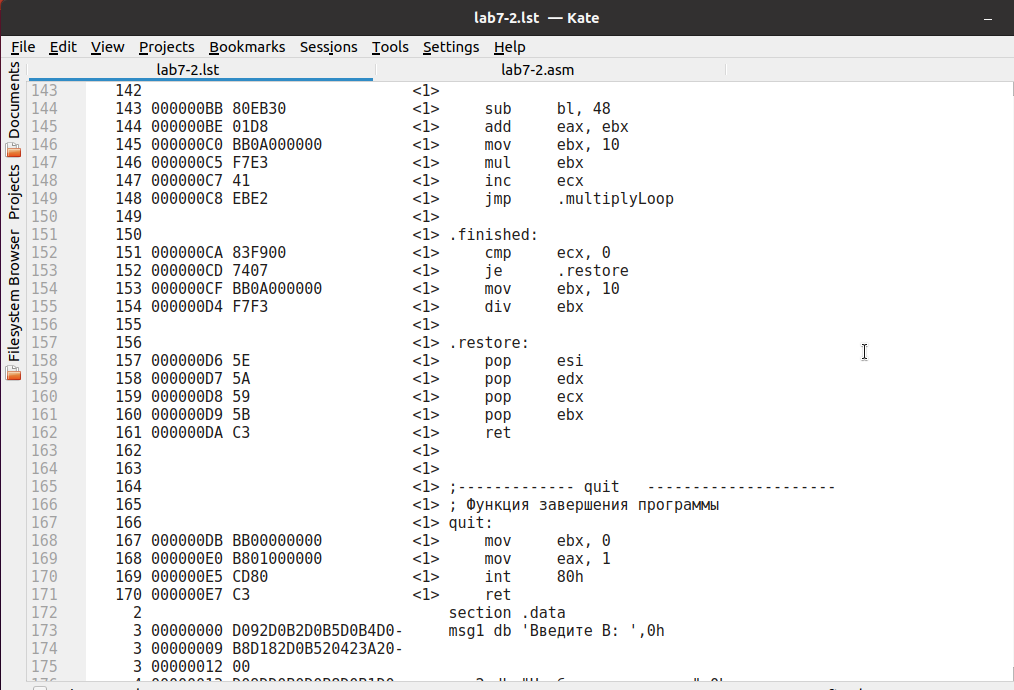 lab7-2.lst — Kate
File Edit View Projects Bookmarks Sessions Tools Settings Help
lab7-2.lst lab7-2.asm
Documents
Projects
Filesystem Browser
143 142 <1>
144 143 000000BB 80EB30 <1> sub bl, 48
145 144 000000BE 01D8 <1> add eax, ebx
146 145 000000C0 BB0A000000 <1> mov ebx, 10
147 146 000000C5 F7E3 <1> mul ebx
148 147 000000C7 41 <1> inc ecx
149 148 000000C8 EBE2 <1> jmp .multiplyLoop
150 149 <1>
151 150 <1> .finished:
152 151 000000CA 83F900 <1> cmp ecx, 0
153 152 000000CD 7407 <1> je .restore
154 153 000000CF BB0A000000 <1> mov ebx, 10
155 154 000000D4 F7F3 <1> div ebx
156 155 <1>
157 156 <1> .restore:
158 157 000000D6 5E <1> pop esi
159 158 000000D7 5A <1> pop edx
160 159 000000D8 59 <1> pop ecx
161 160 000000D9 5B <1> pop ebx
162 161 000000DA C3 <1> ret
163 162 <1>
164 163 <1>
165 164 <1> ;------------- quit ---------------------
166 165 <1> ; Функция завершения программы
167 166 <1> quit:
168 167 000000DB BB00000000 <1> mov ebx, 0
169 168 000000E0 B801000000 <1> mov eax, 1
170 169 000000E5 CD80 <1> int 80h
171 170 000000E7 C3 <1> ret
172 2 section .data
173 3 00000000 D092D0B2D0B5D0B4D0- msg1 db 'Введите B: ',0h
174 3 00000009 B8D182D0B520423A20-
175 3 00000012 00